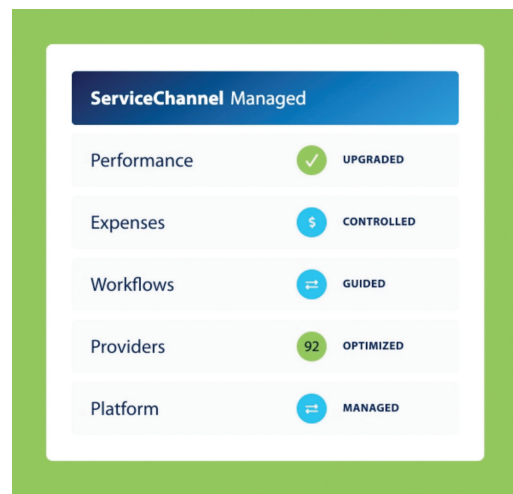 ServiceChannel Managed
Performance UPGRADED
Expenses $ CONTROLLED
Workflows GUIDED
Providers 92 OPTIMIZED
Platform MANAGED